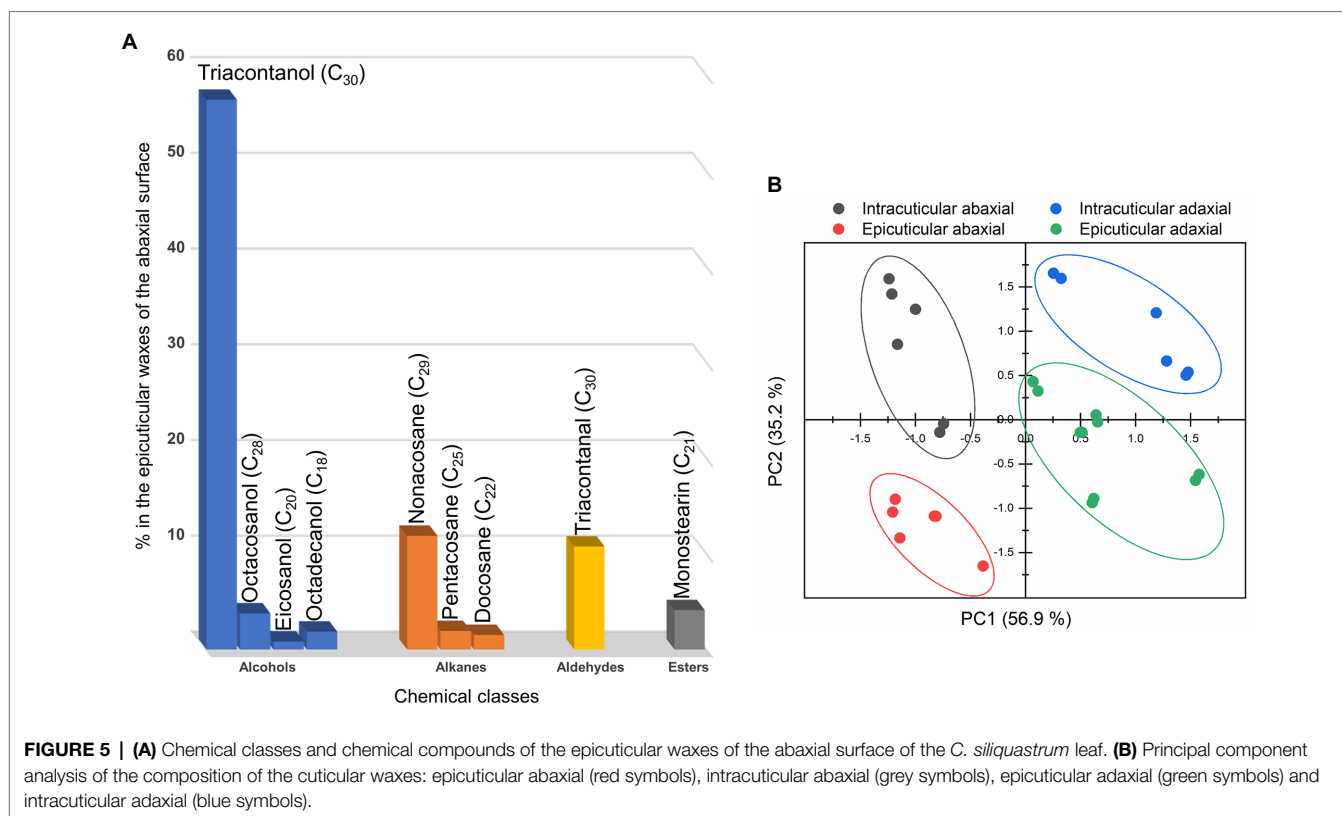 A
60
50
40
30
20
10
% in the epicuticular waxes of the abaxial surface
Triacontanol (C₃₀)
Octacosanol (C₂₈)
Eicosanol (C₂₀)
Octadecanol (C₁₈)
Nonacosane (C₂₉)
Pentacosane (C₂₅)
Docosane (C₂₂)
Triacontanal (C₃₀)
Monostearin (C₂₁)
Alcohols Alkanes Aldehydes Esters
Chemical classes
B
Intracuticular abaxial Intracuticular adaxial
Epicuticular abaxial Epicuticular adaxial
1.5
1.0
0.5
0.0
-1.5 -1.0 -0.5 0.0 0.5 1.0 1.5
-0.5
-1.0
-1.5
PC2 (35.2 %)
PC1 (56.9 %)
FIGURE 5 | (A) Chemical classes and chemical compounds of the epicuticular waxes of the abaxial surface of the C. siliquastrum leaf. (B) Principal component
analysis of the composition of the cuticular waxes: epicuticular abaxial (red symbols), intracuticular abaxial (grey symbols), epicuticular adaxial (green symbols) and
intracuticular adaxial (blue symbols).